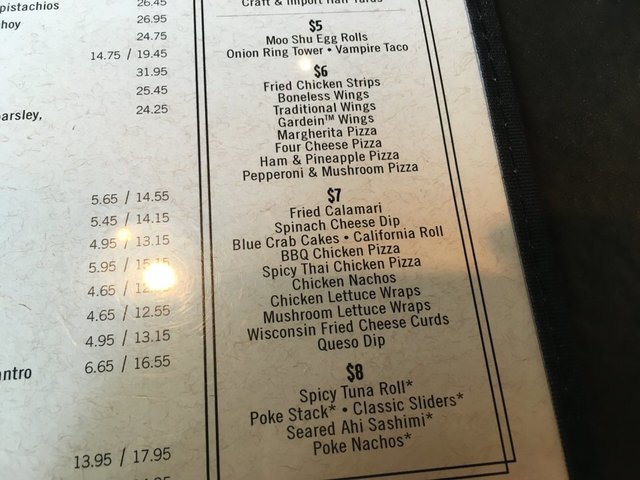 pistachios
26.45
hoy
26.95
24.75
14.75 / 19.45
31.95
25.45
arsley,
24.25
5.65 / 14.55
5.45 / 14.15
4.95 / 13.15
5.95 /
4.65 /
4.65 / 12.55
4.95 / 13.15
antro
6.65 / 16.55
13.95 / 17.95
Craft & Import Half Yards
$5
Moo Shu Egg Rolls
Onion Ring Tower • Vampire Taco
$6
Fried Chicken Strips
Boneless Wings
Traditional Wings
Gardein™ Wings
Margherita Pizza
Four Cheese Pizza
Ham & Pineapple Pizza
Pepperoni & Mushroom Pizza
$7
Fried Calamari
Spinach Cheese Dip
Blue Crab Cakes • California Roll
BBQ Chicken Pizza
Spicy Thai Chicken Pizza
Chicken Nachos
Chicken Lettuce Wraps
Mushroom Lettuce Wraps
Wisconsin Fried Cheese Curds
Queso Dip
$8
Spicy Tuna Roll*
Poke Stack* • Classic Sliders*
Seared Ahi Sashimi*
Poke Nachos*